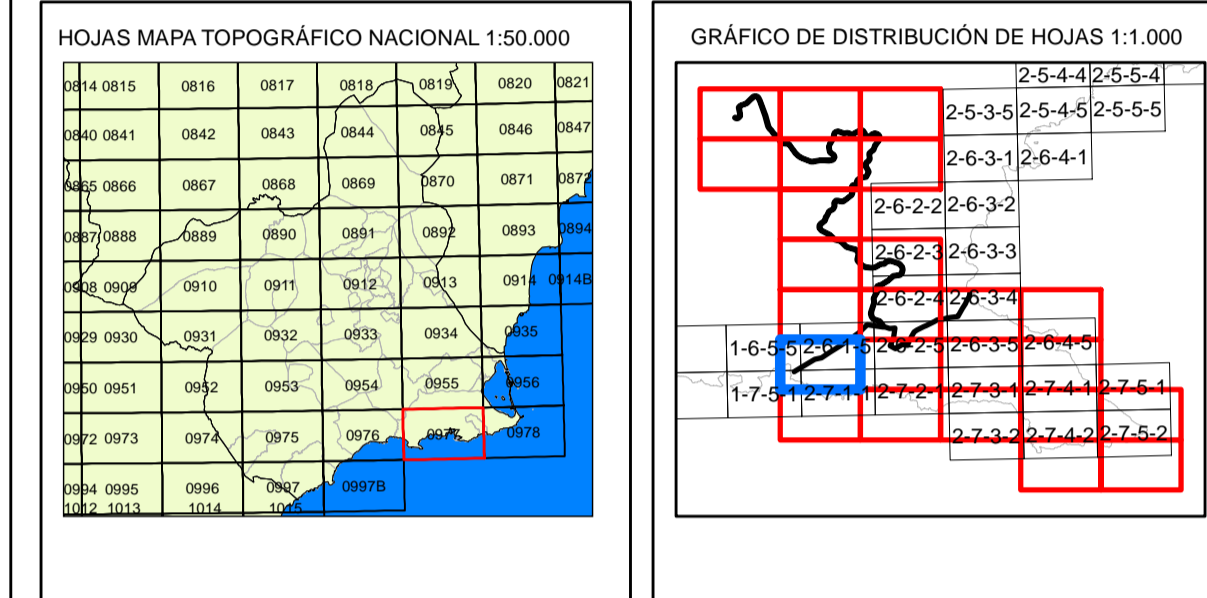 HOJAS MAPA TOPOGRÁFICO NACIONAL 1:50.000
0814 0815 0816 0817 0818 0819 0820 0821
0840 0841 0842 0843 0844 0845 0846 0847
0865 0866 0867 0868 0869 0870 0871 0872
0887 0888 0889 0890 0891 0892 0893 0894
0908 0909 0910 0911 0912 0913 0914 0914B
0929 0930 0931 0932 0933 0934 0935
0950 0951 0952 0953 0954 0955 0956
0972 0973 0974 0975 0976 0977 0978
0994 0995 0996 0997 0997B
1012 1013 1014 1015
GRÁFICO DE DISTRIBUCIÓN DE HOJAS 1:1.000
2-5-4-4 2-5-5-4
2-5-3-5 2-5-4-5 2-5-5-5
2-6-3-1 2-6-4-1
2-6-2-2 2-6-3-2
2-6-2-3 2-6-3-3
2-6-2-4 2-6-3-4
1-6-5-5 2-6-1-5 2-6-2-5 2-6-3-5 2-6-4-5
1-7-5-1 2-7-1-1 2-7-2-1 2-7-3-1 2-7-4-1 2-7-5-1
2-7-3-2 2-7-4-2 2-7-5-2